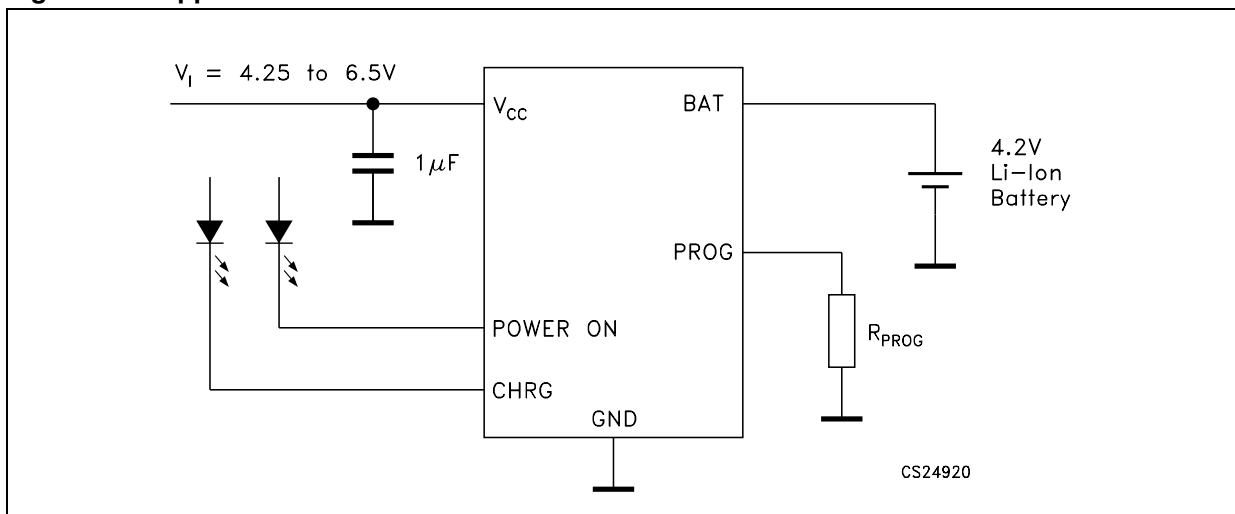 V_I = 4.25 to 6.5V
V_CC
BAT
1μF
4.2V
Li-Ion
Battery
PROG
POWER ON
R_PROG
CHRG
GND
CS24920